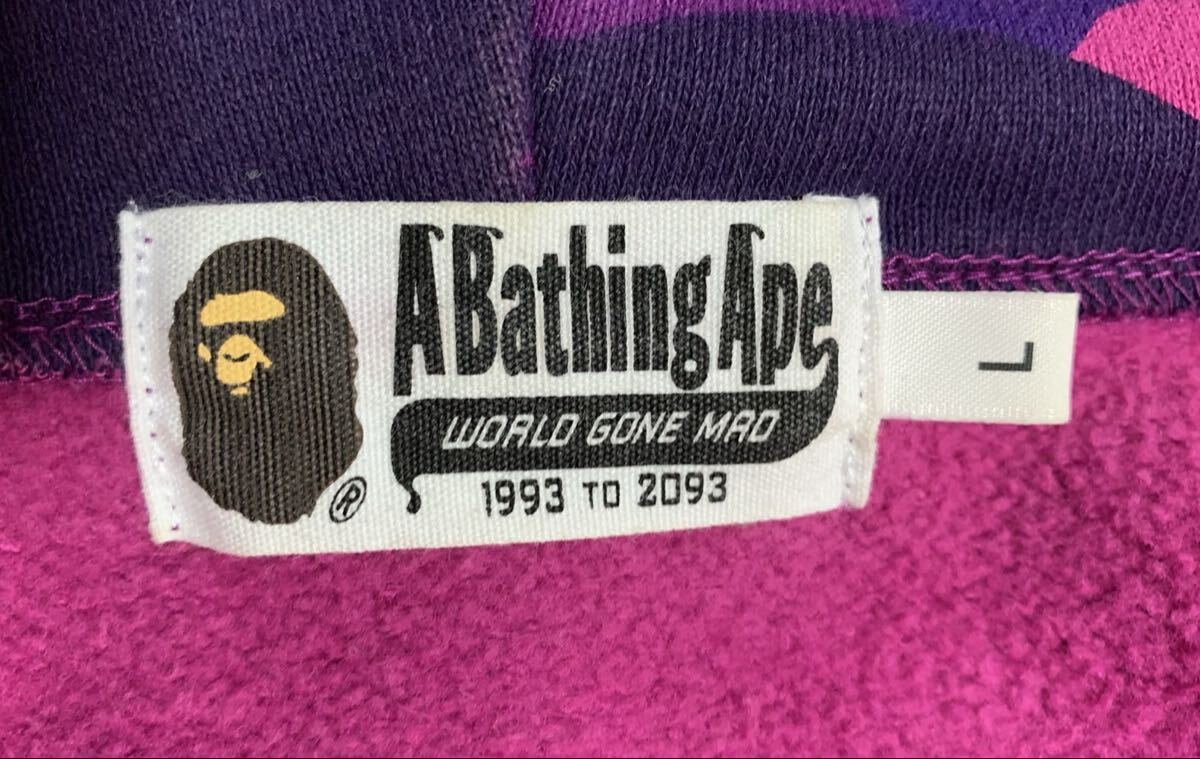 A Bathing Ape
WORLD GONE MAD
1993 TO 2093
®
L